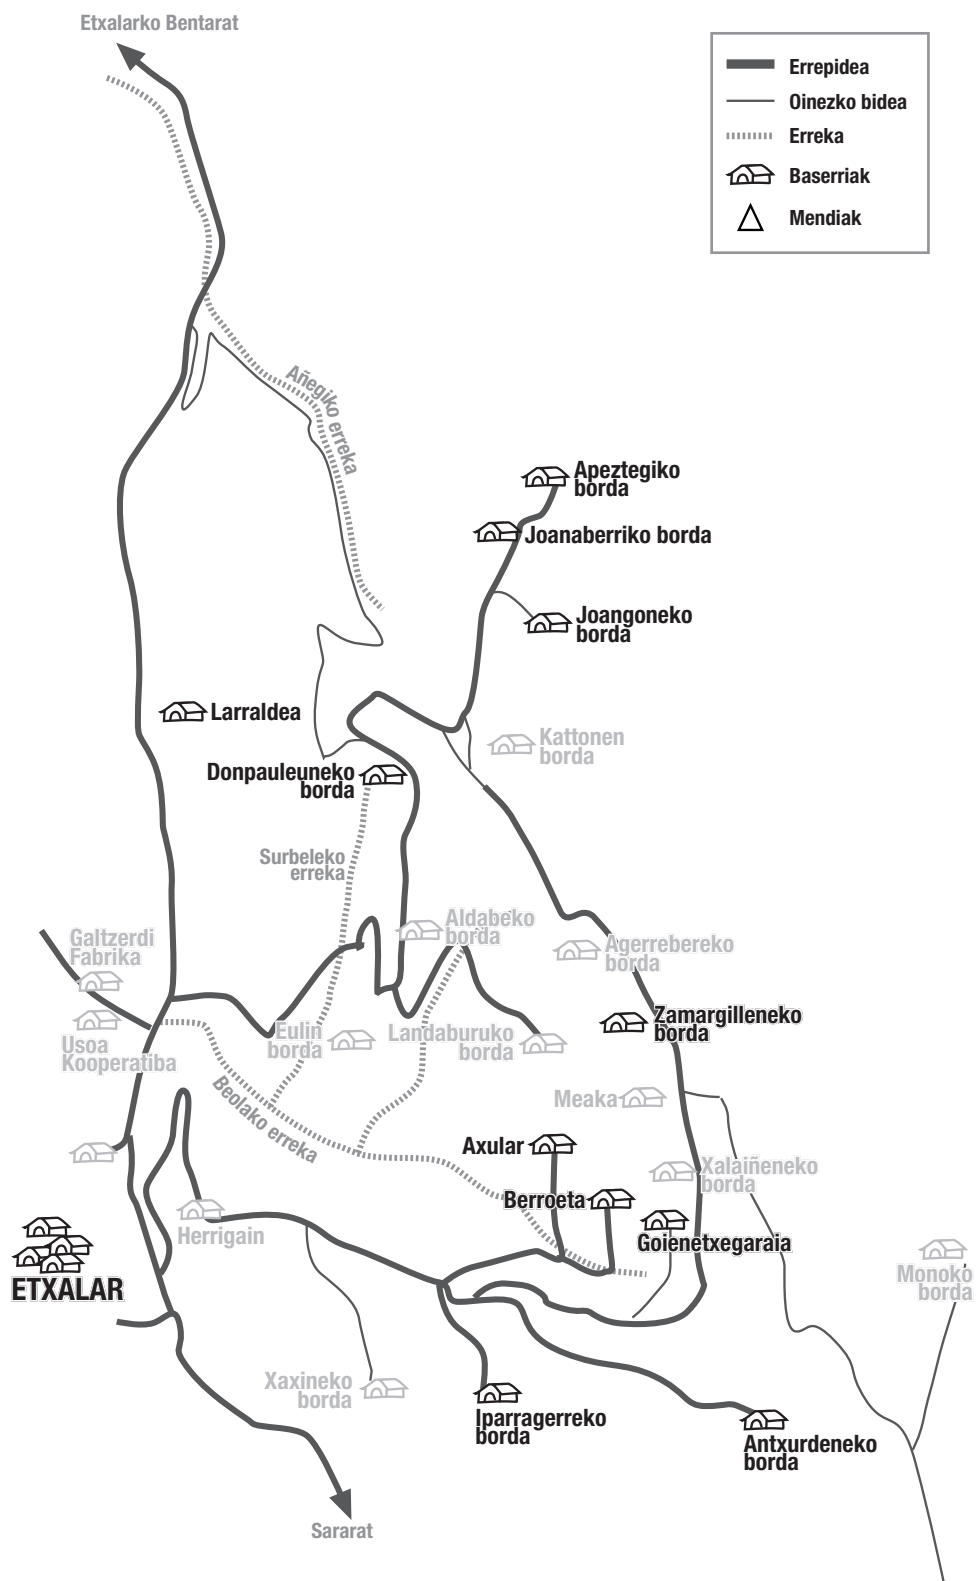 Etxalarko Bentarat
Errepidea
Oinezko bidea
Erreka
Baserriak
Mendiak
Añegiko erreka
Apeztegiko
borda
Joanaberriko borda
Joangoneko
borda
Larraldea
Kattonen
borda
Donpauleuneko
borda
Surbeleko
erreka
Aldabeko
borda
Galtzerdi
Fabrika
Agerrebereko
borda
Zamargilleneko
borda
Usoa
Kooperatiba
Eulin
borda
Landaburuko
borda
Beolako erreka
Meaka
Axular
Xalaiñeneko
borda
Berroeta
Herrigain
Goienetxegaraia
ETXALAR
Monoko
borda
Xaxineko
borda
Iparragerreko
borda
Antxurdeneko
borda
Sararat